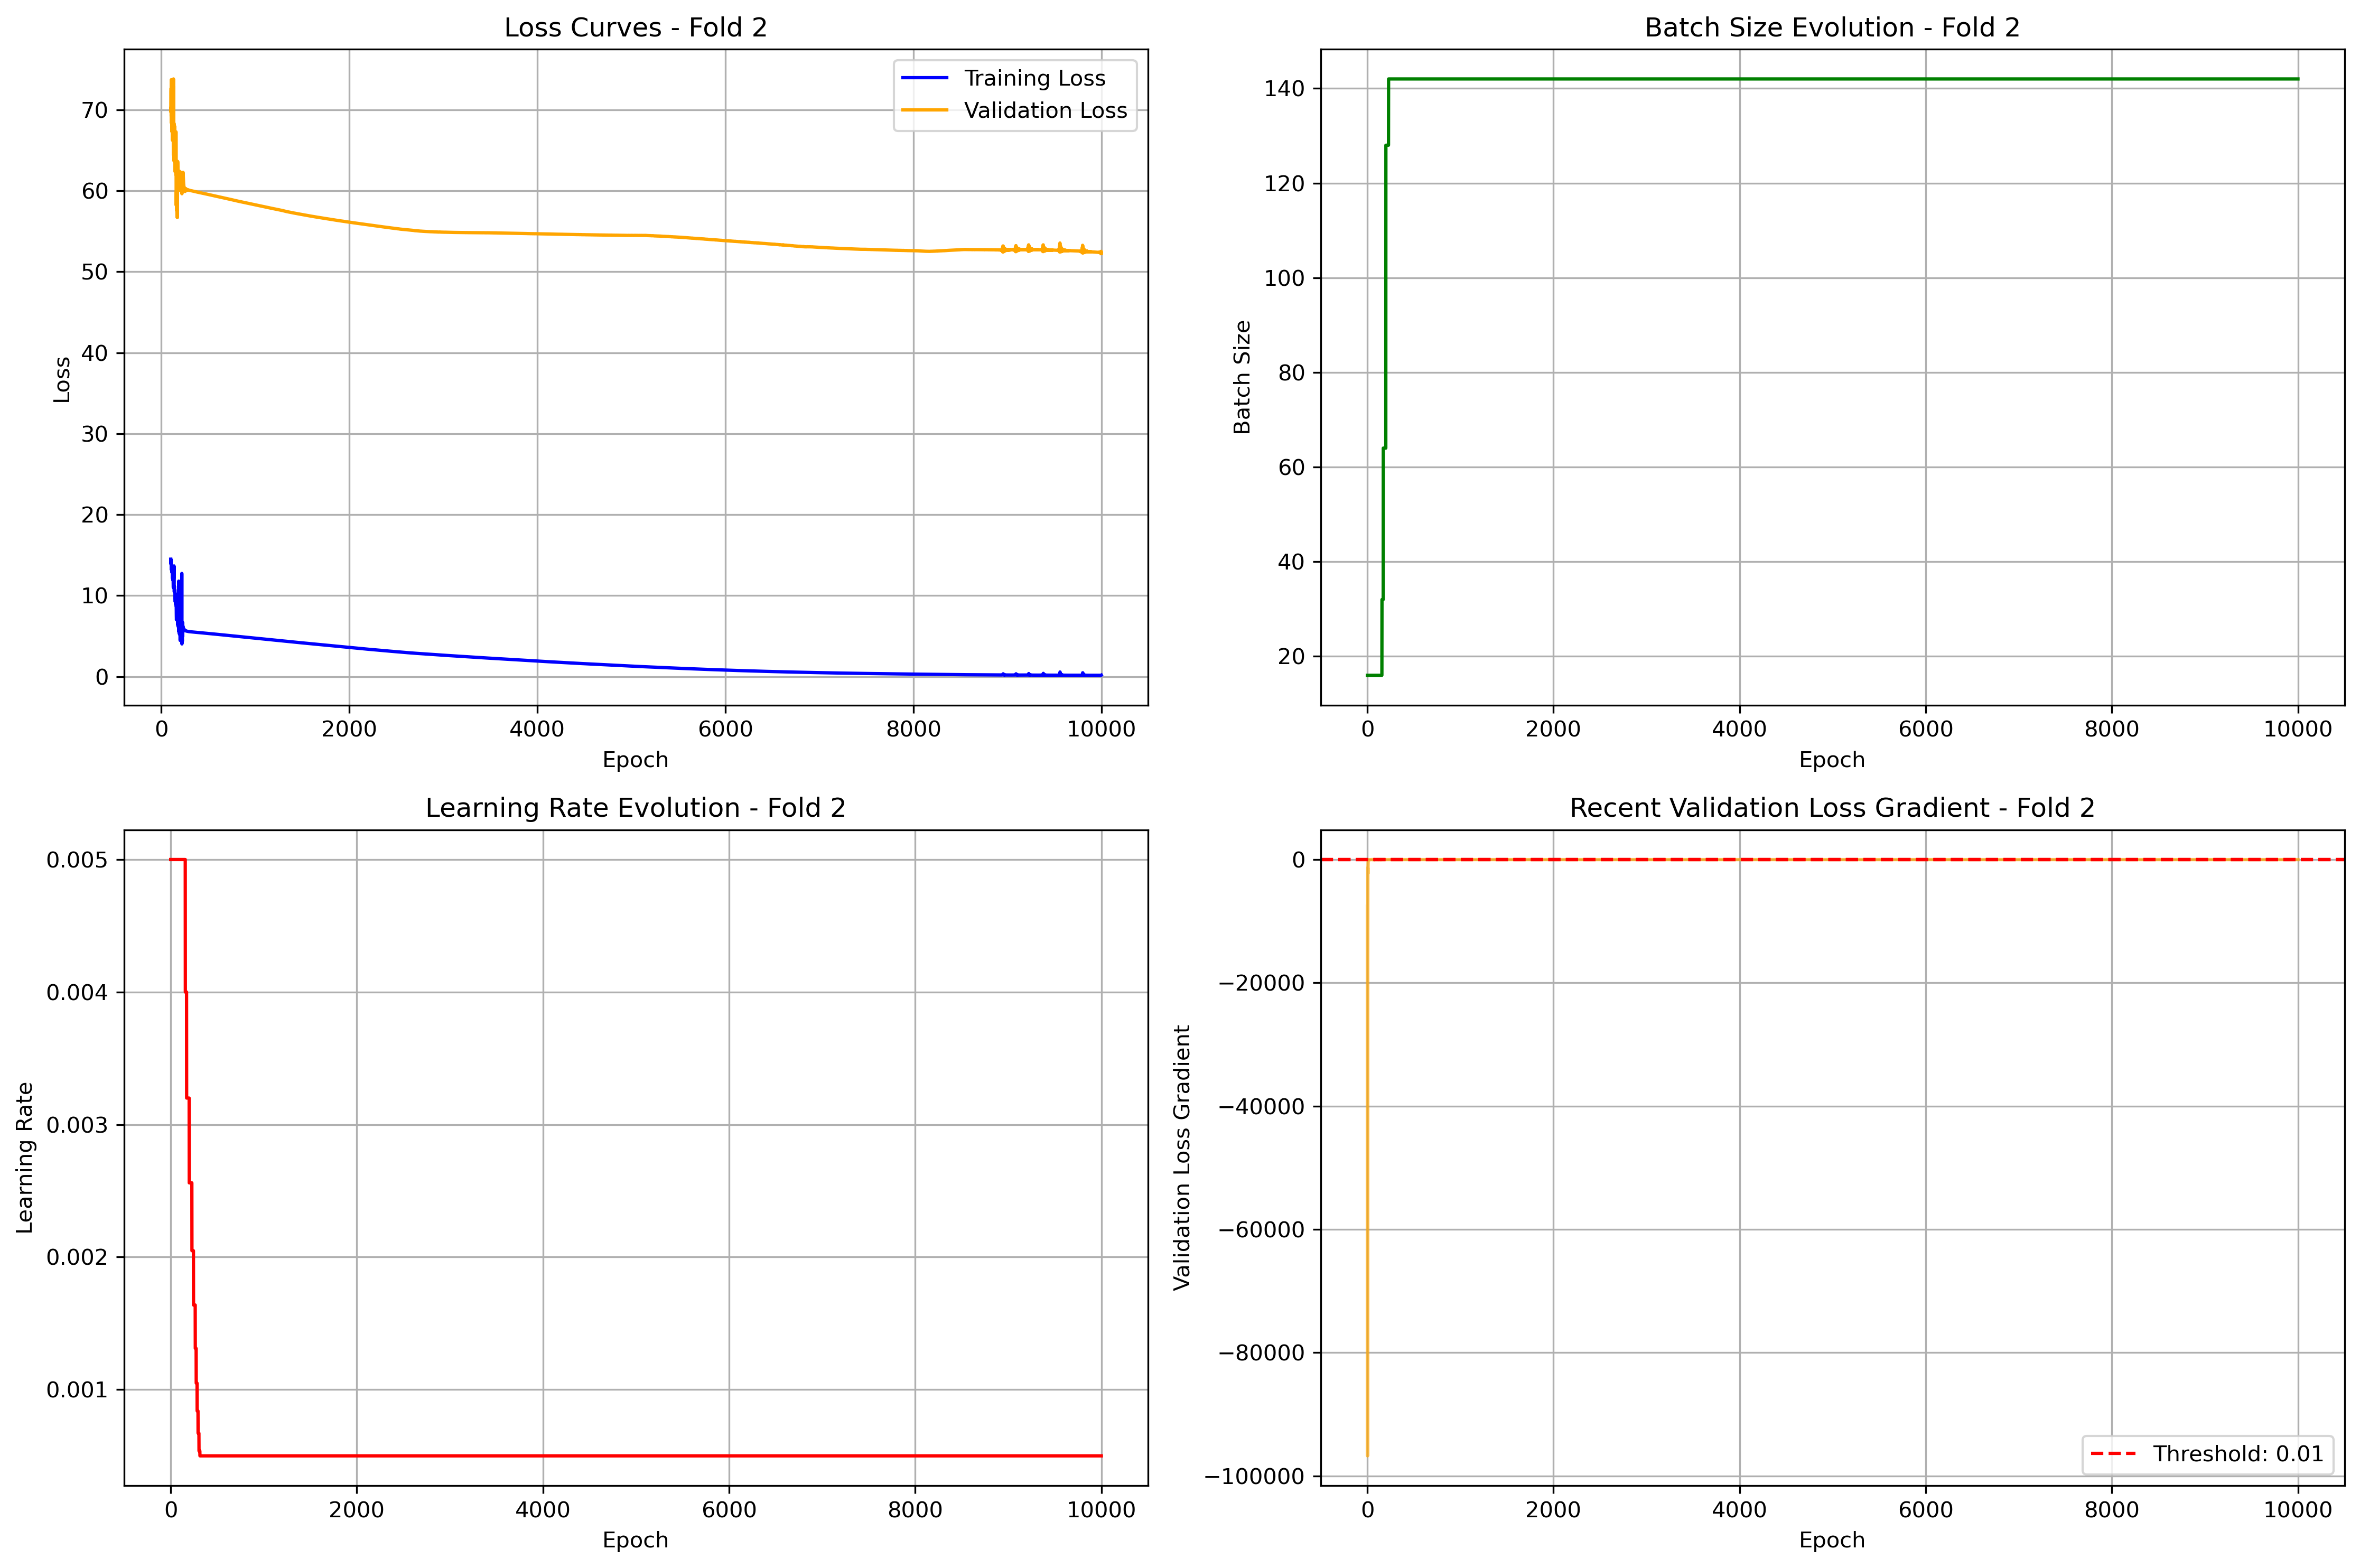 Loss Curves - Fold 2
Training Loss
Validation Loss
70
60
50
40
30
20
10
0
Loss
0 2000 4000 6000 8000 10000
Epoch
Batch Size Evolution - Fold 2
140
120
100
80
60
40
20
Batch Size
0 2000 4000 6000 8000 10000
Epoch
Learning Rate Evolution - Fold 2
0.005
0.004
0.003
0.002
0.001
Learning Rate
0 2000 4000 6000 8000 10000
Epoch
Recent Validation Loss Gradient - Fold 2
0
−20000
−40000
−60000
−80000
−100000
Validation Loss Gradient
Threshold: 0.01
0 2000 4000 6000 8000 10000
Epoch